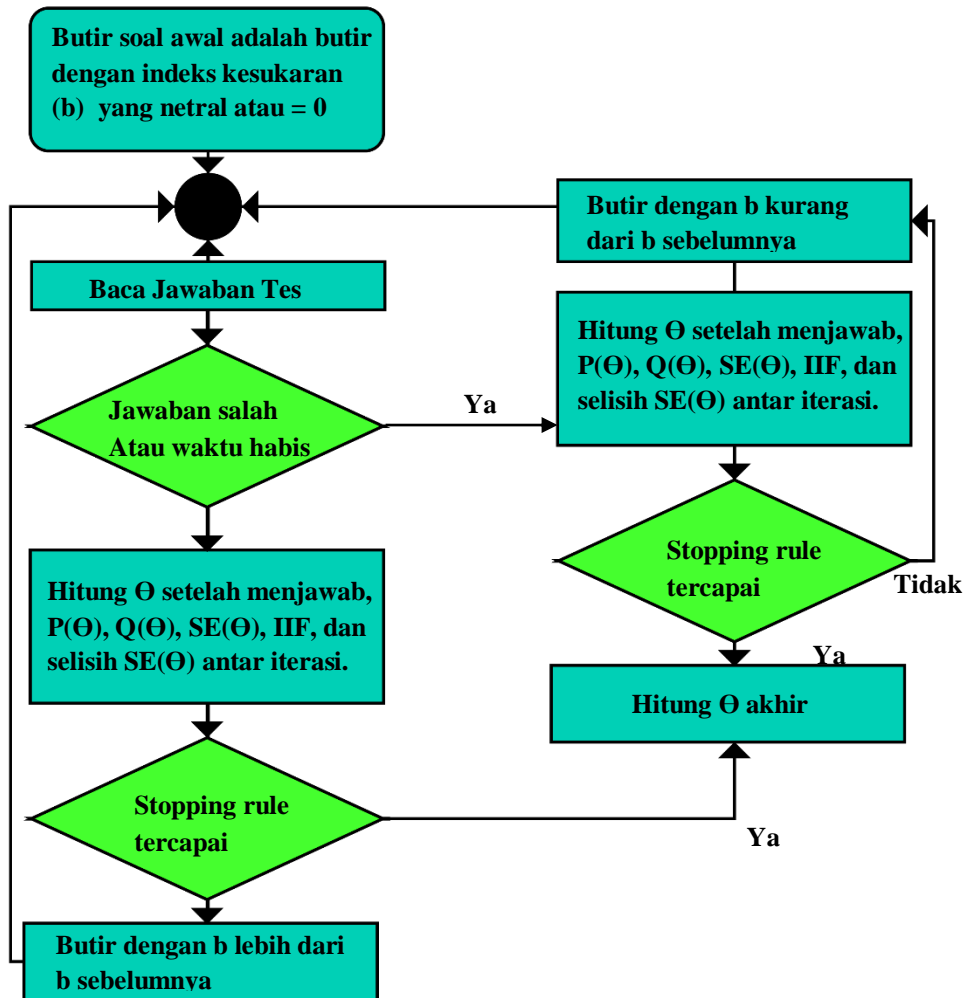 Butir soal awal adalah butir
dengan indeks kesukaran
(b) yang netral atau = 0
Butir dengan b kurang
dari b sebelumnya
Baca Jawaban Tes
Hitung Ѳ setelah menjawab,
P(Ѳ), Q(Ѳ), SE(Ѳ), IIF, dan
selisih SE(Ѳ) antar iterasi.
Jawaban salah
Atau waktu habis
Ya
Stopping rule
tercapai
Tidak
Ya
Hitung Ѳ setelah menjawab,
P(Ѳ), Q(Ѳ), SE(Ѳ), IIF, dan
selisih SE(Ѳ) antar iterasi.
Hitung Ѳ akhir
Stopping rule
tercapai
Ya
Butir dengan b lebih dari
b sebelumnya